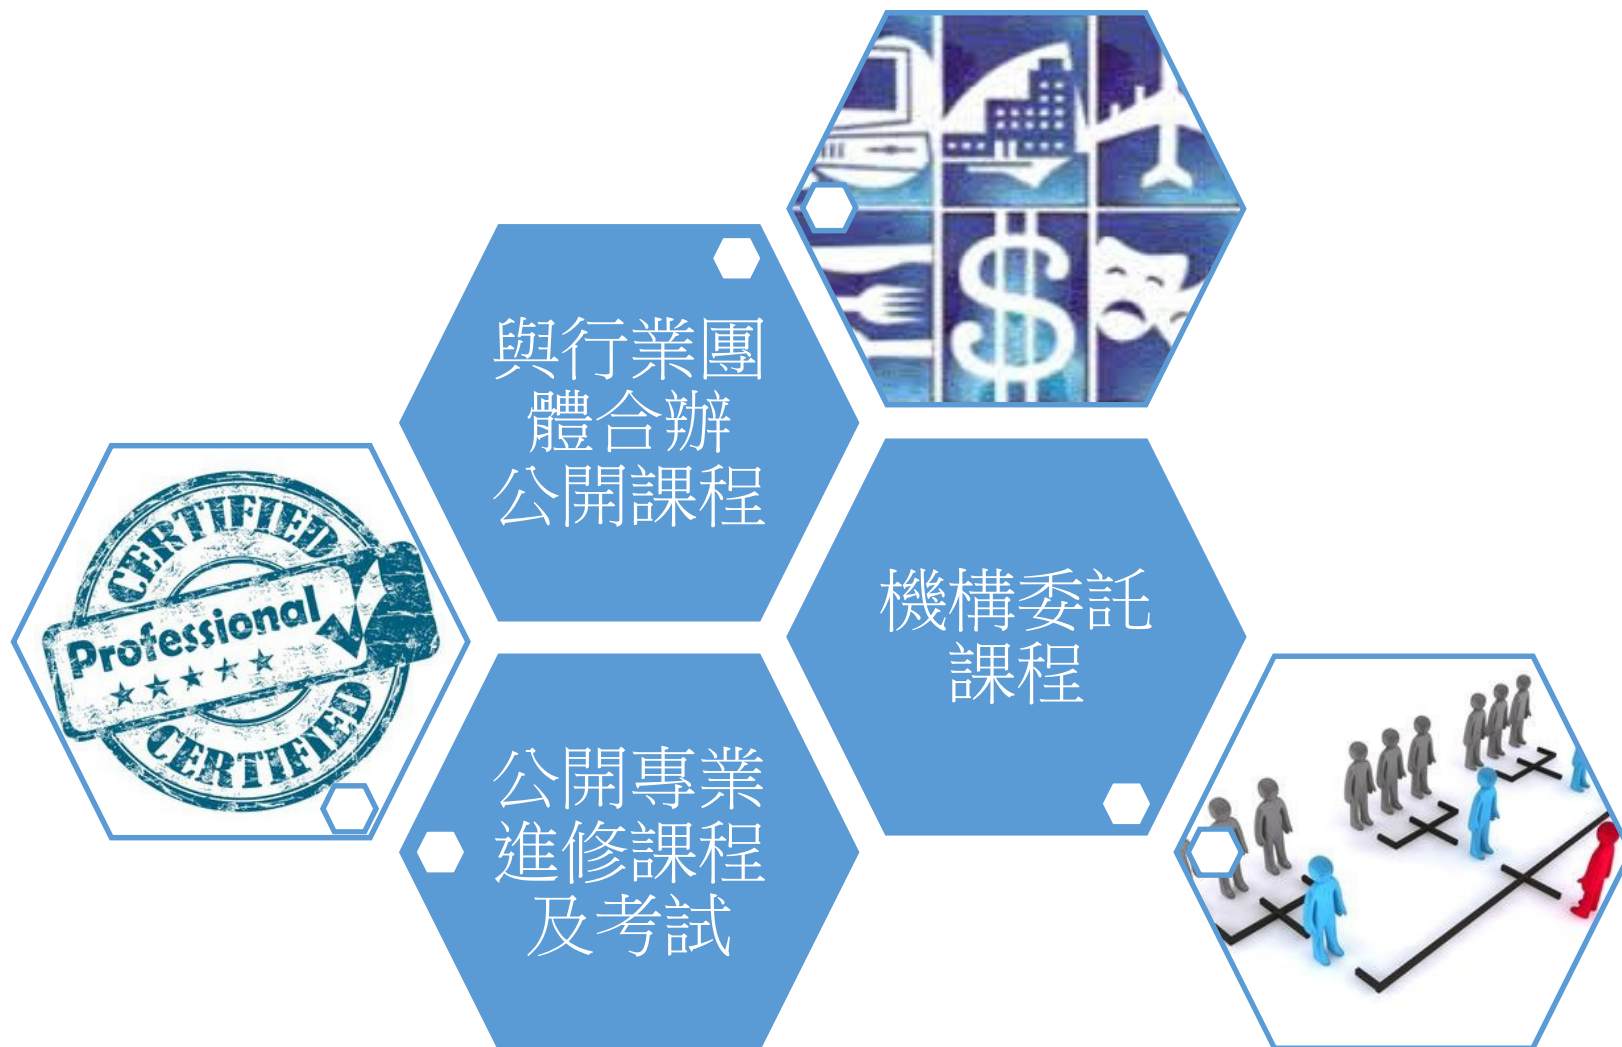 與行業團
體合辦
公開課程
機構委託
課程
CERTIFIED
Professional
CERTIFIED
公開專業
進修課程
及考試